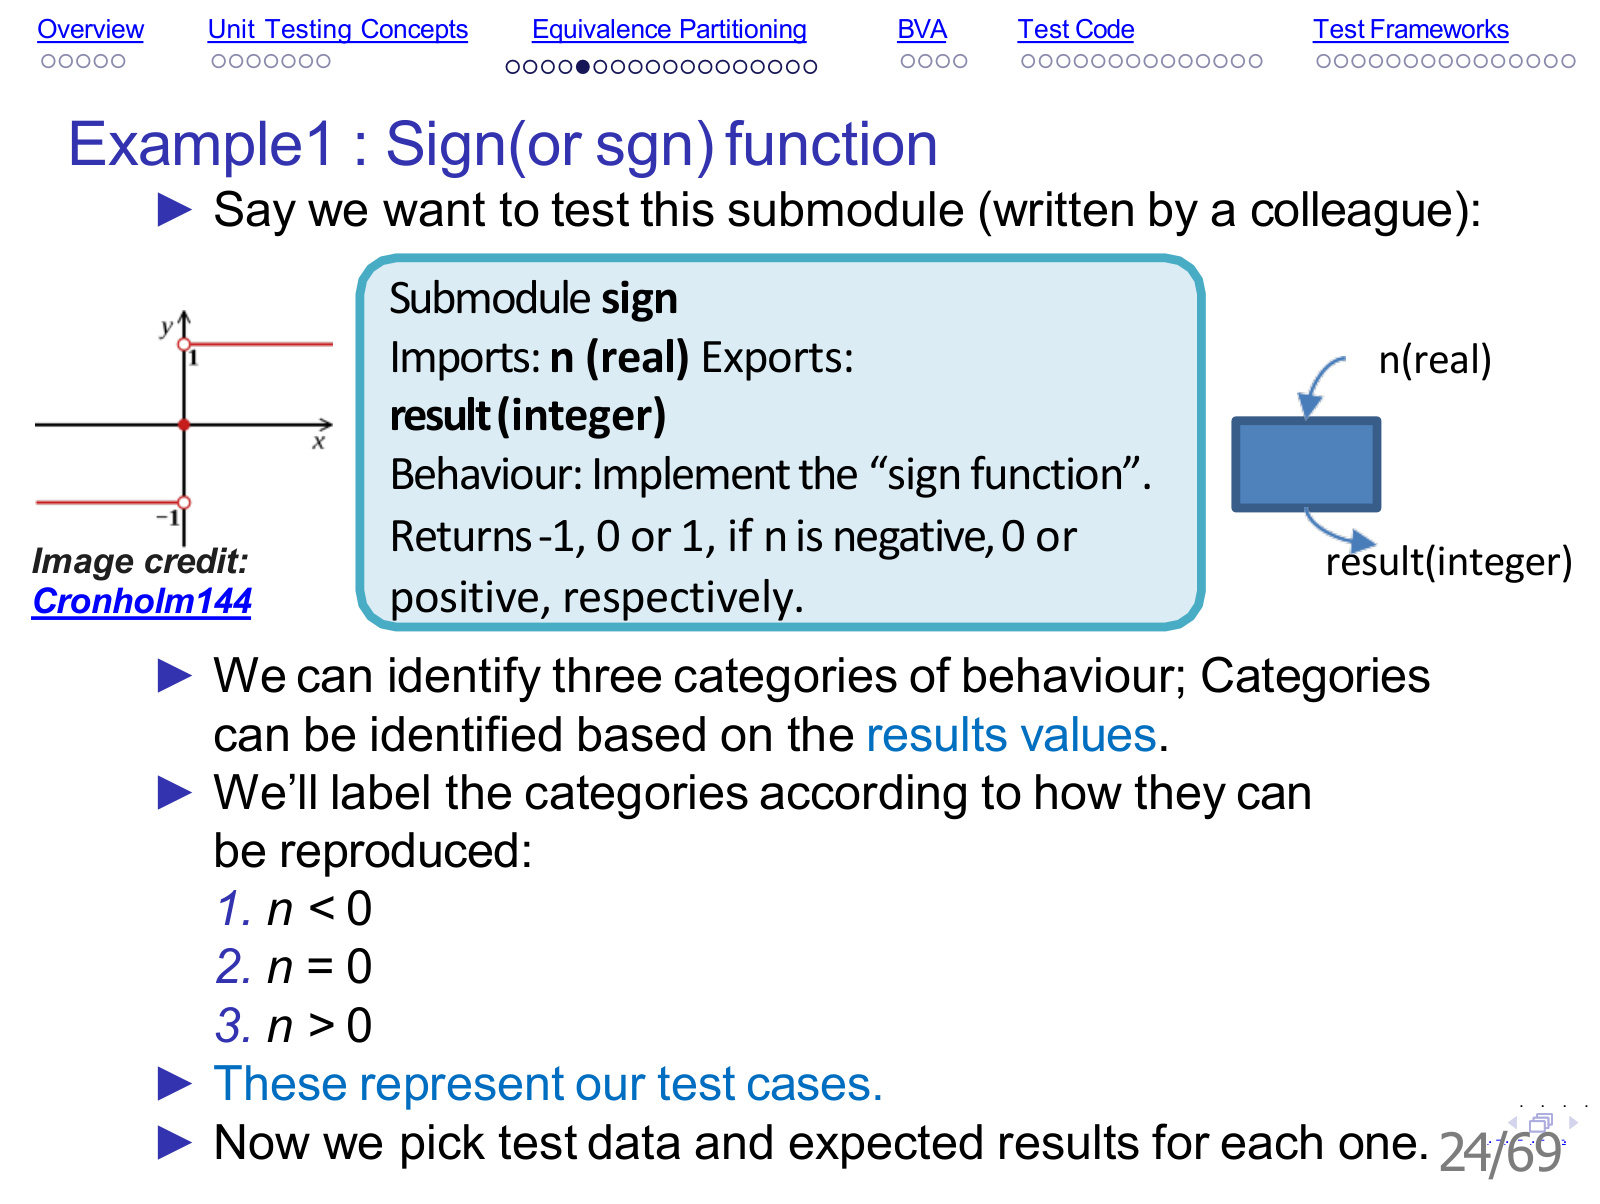 Overview Unit Testing Concepts Equivalence Partitioning BVA Test Code Test Frameworks
Example1 : Sign(or sgn) function
► Say we want to test this submodule (written by a colleague):
y
1
x
−1
Image credit:
Cronholm144
Submodule sign
Imports: n (real) Exports:
result (integer)
Behaviour: Implement the “sign function”.
Returns -1, 0 or 1, if n is negative, 0 or
positive, respectively.
n(real)
result(integer)
► We can identify three categories of behaviour; Categories
can be identified based on the results values.
► We’ll label the categories according to how they can
be reproduced:
1. n < 0
2. n = 0
3. n > 0
► These represent our test cases.
► Now we pick test data and expected results for each one.
24/69